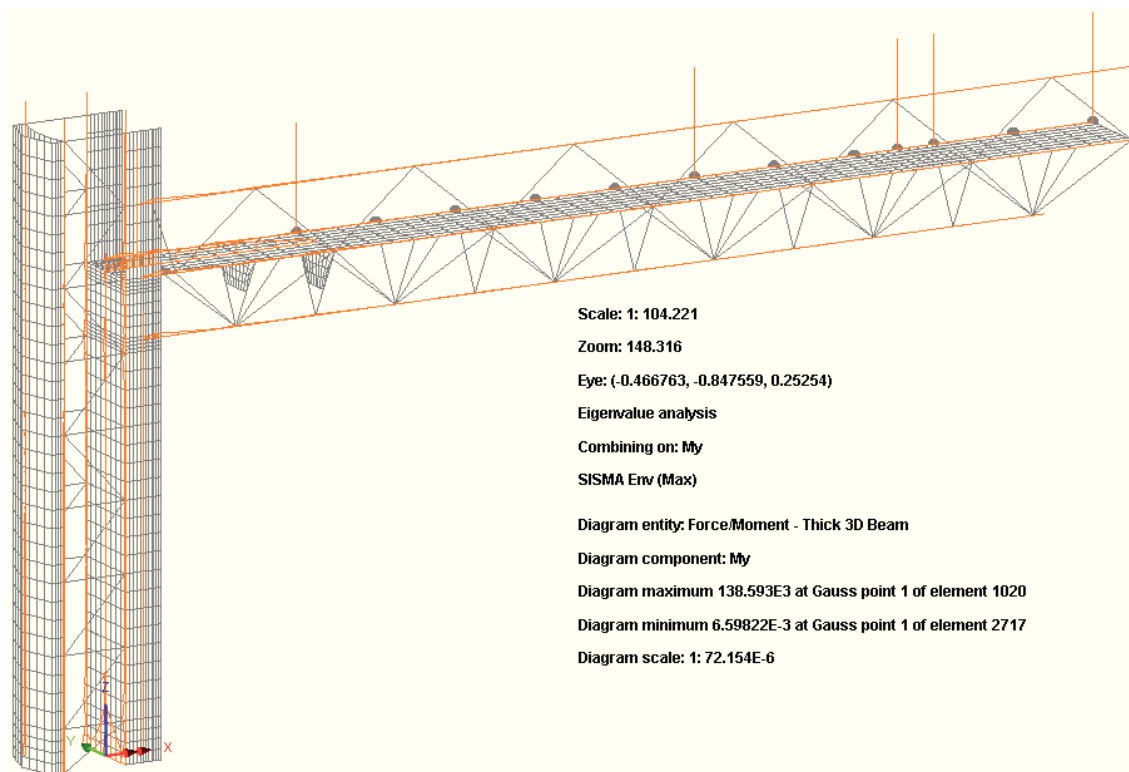 Scale: 1: 104.221
Zoom: 148.316
Eye: (-0.466763, -0.847559, 0.25254)
Eigenvalue analysis
Combining on: My
SISMA Env (Max)
Diagram entity: Force/Moment - Thick 3D Beam
Diagram component: My
Diagram maximum 138.593E3 at Gauss point 1 of element 1020
Diagram minimum 6.59822E-3 at Gauss point 1 of element 2717
Diagram scale: 1: 72.154E-6
Z
Y
X